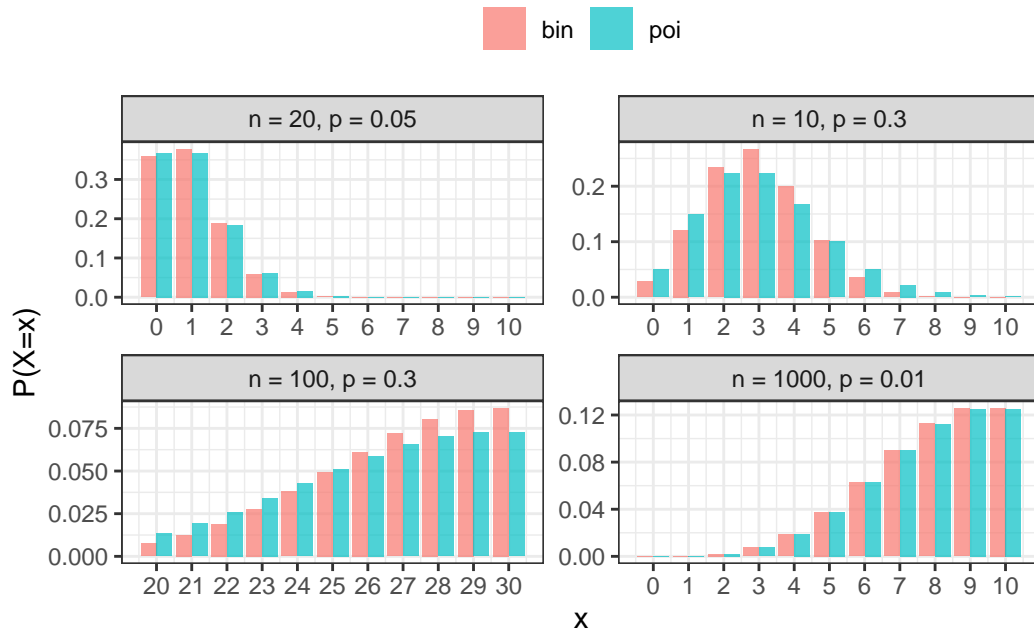 bin poi
n = 20, p = 0.05
0.3
0.2
0.1
0.0
0 1 2 3 4 5 6 7 8 9 10
n = 10, p = 0.3
0.2
0.1
0.0
0 1 2 3 4 5 6 7 8 9 10
P(X=x)
n = 100, p = 0.3
0.075
0.050
0.025
0.000
20 21 22 23 24 25 26 27 28 29 30
n = 1000, p = 0.01
0.12
0.08
0.04
0.00
0 1 2 3 4 5 6 7 8 9 10
x